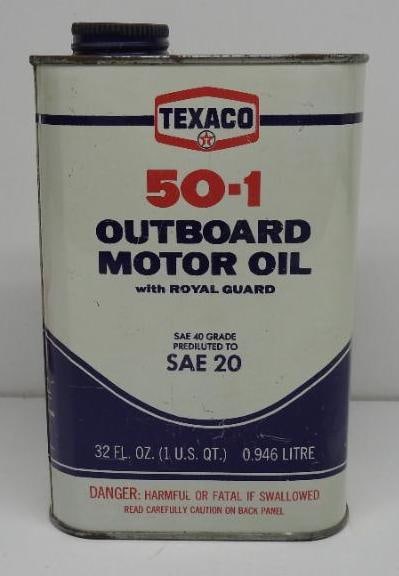 TEXACO
50-1
OUTBOARD
MOTOR OIL
with ROYAL GUARD
SAE 40 GRADE
PREDILUTED TO
SAE 20
32 FL. OZ. (1 U.S. QT.) 0.946 LITRE
DANGER: HARMFUL OR FATAL IF SWALLOWED
READ CAREFULLY CAUTION ON BACK PANEL